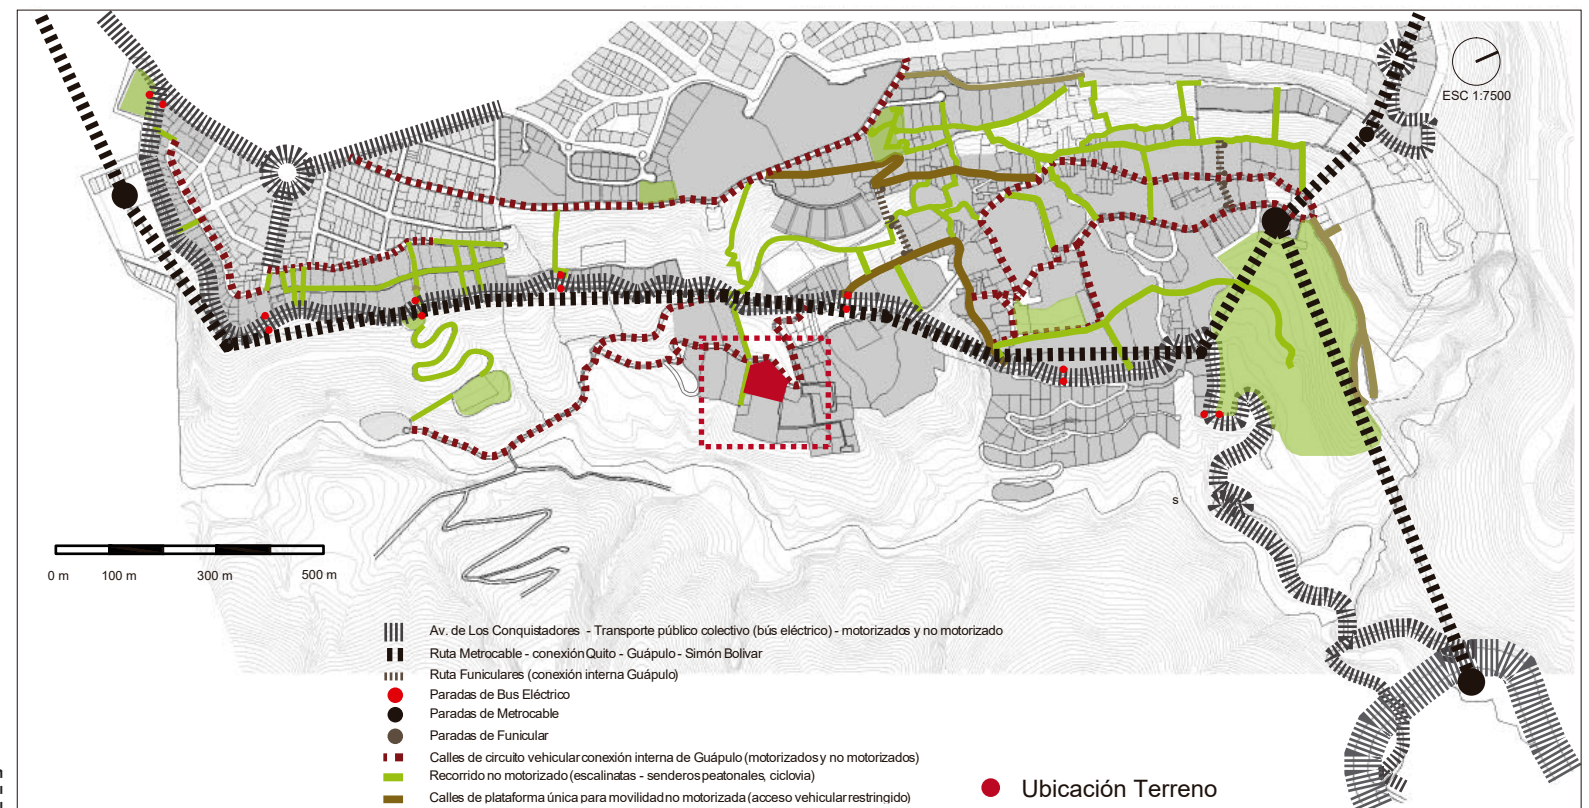 ESC 1:7500
s
0 m 100 m 300 m 500 m
Av. de Los Conquistadores - Transporte público colectivo (bús eléctrico) - motorizados y no motorizado
Ruta Metrocable - conexión Quito - Guápulo - Simón Bolivar
Ruta Funiculares (conexión interna Guápulo)
Paradas de Bus Eléctrico
Paradas de Metrocable
Paradas de Funicular
Calles de circuito vehicular conexión interna de Guápulo (motorizados y no motorizados)
Recorrido no motorizado (escalinatas - senderos peatonales, ciclovia)
Calles de plataforma única para movilidad no motorizada (acceso vehicular restringido)
Ubicación Terreno